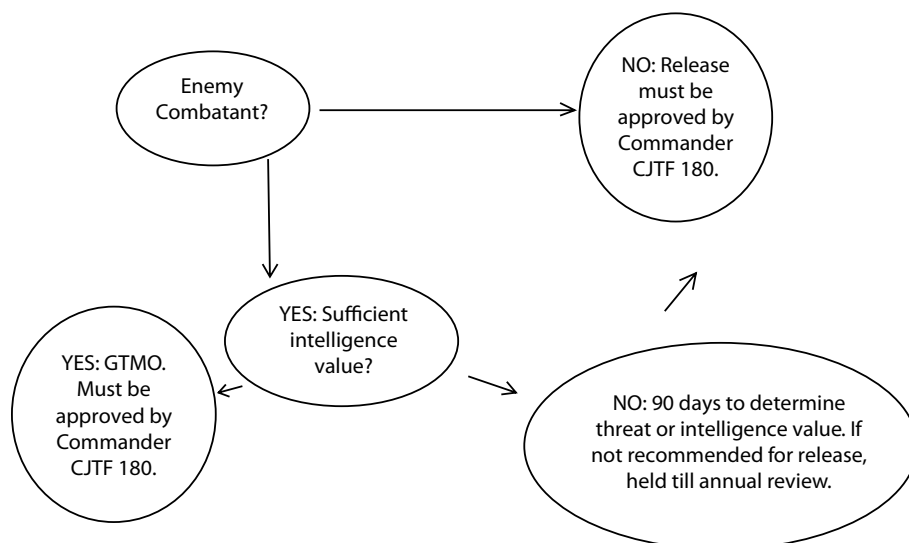 Enemy
Combatant?
NO: Release
must be
approved by
Commander
CJTF 180.
YES: Sufficient
intelligence
value?
YES: GTMO.
Must be
approved by
Commander
CJTF 180.
NO: 90 days to determine
threat or intelligence value. If
not recommended for release,
held till annual review.